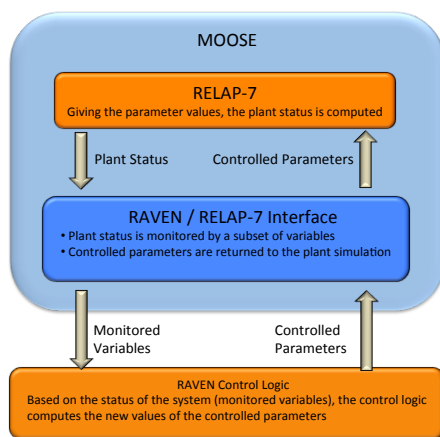 MOOSE
RELAP-7
Giving the parameter values, the plant status is computed
Plant Status
Controlled Parameters
RAVEN / RELAP-7 Interface
• Plant status is monitored by a subset of variables
• Controlled parameters are returned to the plant simulation
Monitored
Variables
Controlled
Parameters
RAVEN Control Logic
Based on the status of the system (monitored variables), the control logic
computes the new values of the controlled parameters